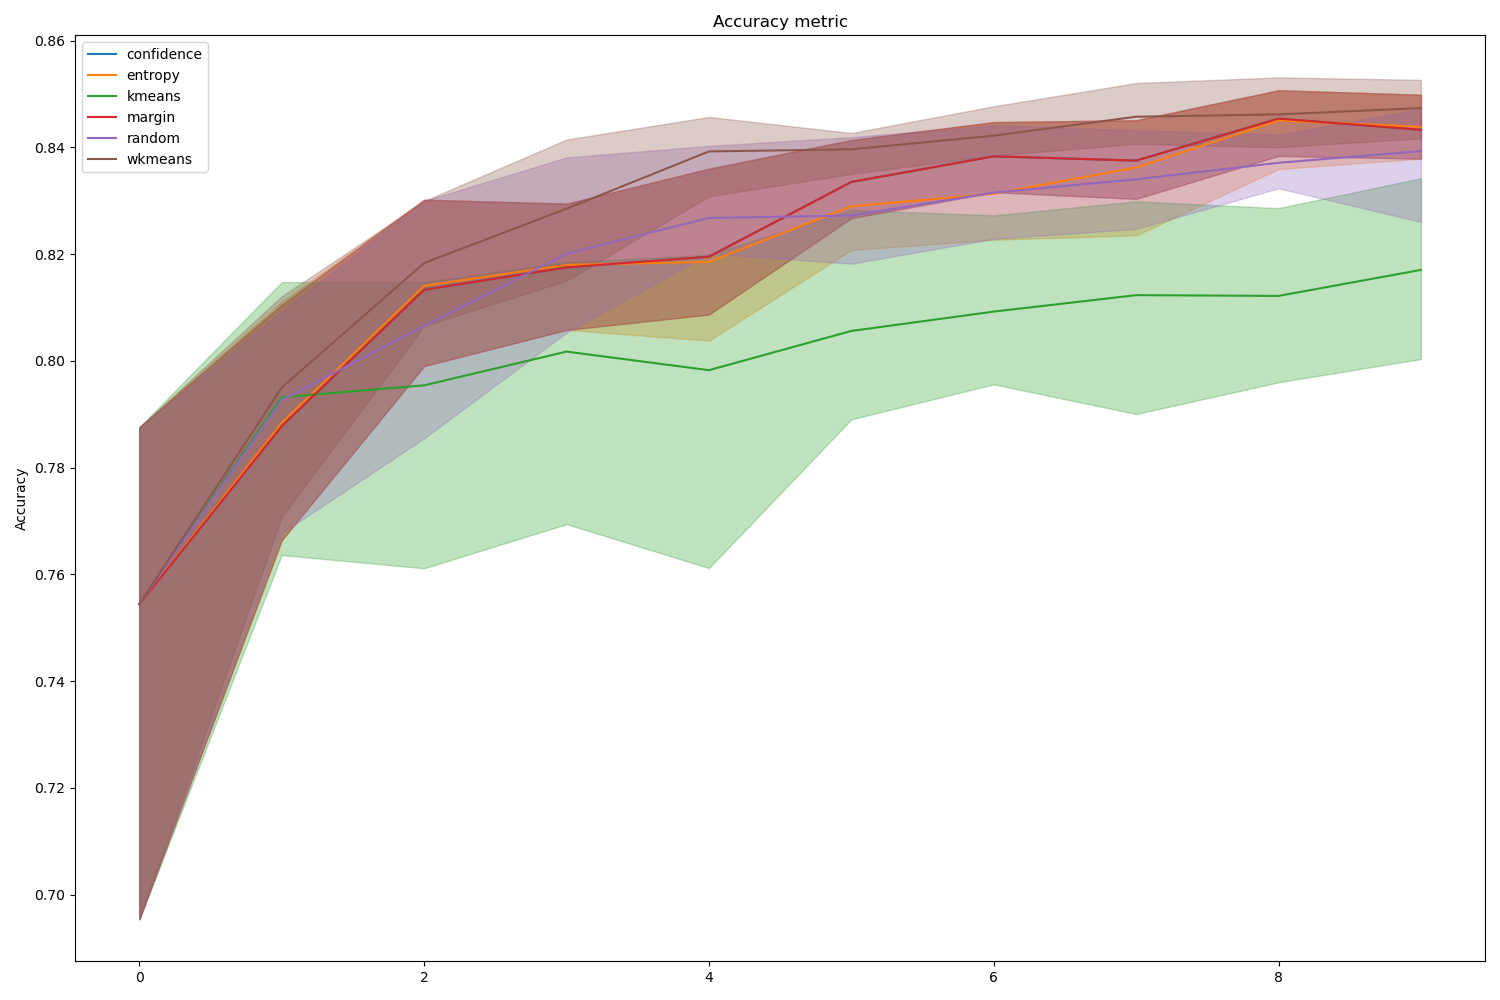 Accuracy metric
confidence
entropy
kmeans
margin
random
wkmeans
Accuracy
0.86
0.84
0.82
0.80
0.78
0.76
0.74
0.72
0.70
0 2 4 6 8